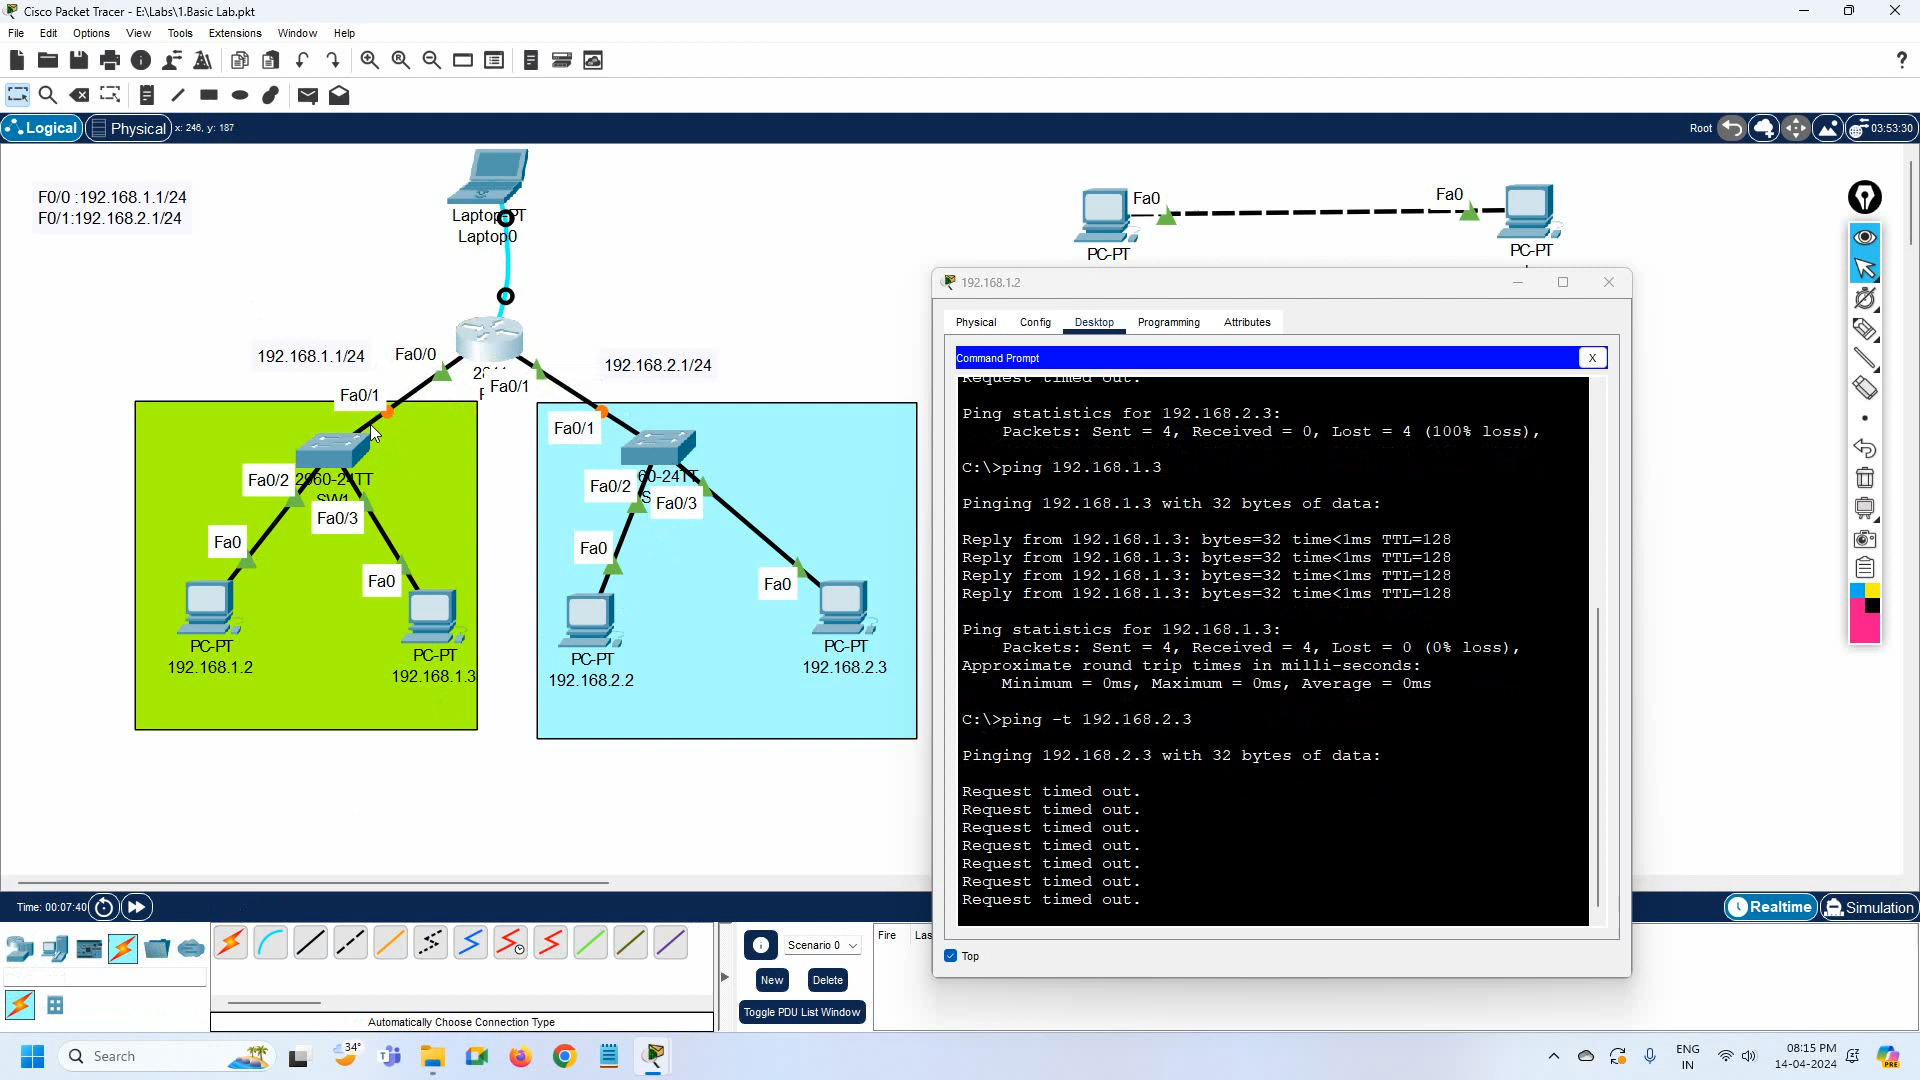 Cisco Packet Tracer - E:\Labs\1.Basic Lab.pkt
File Edit Options View Tools Extensions Window Help
Logical Physical x: 246, y: 187
Root 03:53:30
F0/0 :192.168.1.1/24
F0/1:192.168.2.1/24
Laptop-PT
Laptop0
Fa0
PC-PT
Fa0
PC-PT
192.168.1.1/24
Fa0/0
Fa0/1
192.168.2.1/24
Fa0/1
Fa0/1
Fa0/2
2960-24TT
SW1
Fa0/3
Fa0/2
60-24TT
S
Fa0/3
Fa0
Fa0
Fa0
Fa0
PC-PT
192.168.1.2
PC-PT
192.168.1.3
PC-PT
192.168.2.2
PC-PT
192.168.2.3
192.168.1.2
Physical Config Desktop Programming Attributes
Command Prompt X
Request timed out.
Ping statistics for 192.168.2.3:
Packets: Sent = 4, Received = 0, Lost = 4 (100% loss),
C:\>ping 192.168.1.3
Pinging 192.168.1.3 with 32 bytes of data:
Reply from 192.168.1.3: bytes=32 time<1ms TTL=128
Reply from 192.168.1.3: bytes=32 time<1ms TTL=128
Reply from 192.168.1.3: bytes=32 time<1ms TTL=128
Reply from 192.168.1.3: bytes=32 time<1ms TTL=128
Ping statistics for 192.168.1.3:
Packets: Sent = 4, Received = 4, Lost = 0 (0% loss),
Approximate round trip times in milli-seconds:
Minimum = 0ms, Maximum = 0ms, Average = 0ms
C:\>ping -t 192.168.2.3
Pinging 192.168.2.3 with 32 bytes of data:
Request timed out.
Request timed out.
Request timed out.
Request timed out.
Request timed out.
Request timed out.
Request timed out.
Top
Time: 00:07:40
Realtime Simulation
Scenario 0
New Delete
Toggle PDU List Window
Fire Las
Automatically Choose Connection Type
Search
34°
ENG
IN
08:15 PM
14-04-2024
PRE